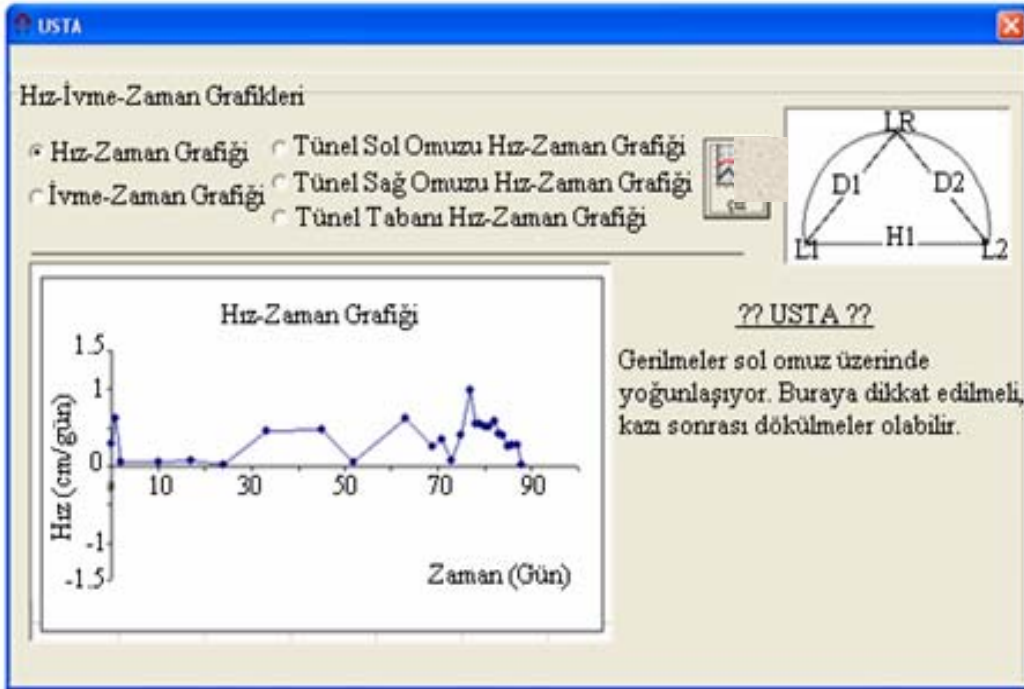 USTA
Hız-İvme-Zaman Grafikleri
Hız-Zaman Grafiği
İvme-Zaman Grafiği
Tünel Sol Omuzu Hız-Zaman Grafiği
Tünel Sağ Omuzu Hız-Zaman Grafiği
Tünel Tabanı Hız-Zaman Grafiği
LR
D1
D2
L1
H1
L2
Hız-Zaman Grafiği
1.5
1
0
-1
-1.5
Hız (cm/gün)
10
30
50
70
90
Zaman (Gün)
?? USTA ??
Gerilmeler sol omuz üzerinde
yoğunlaşıyor. Buraya dikkat edilmeli,
kazı sonrası dökülmeler olabilir.